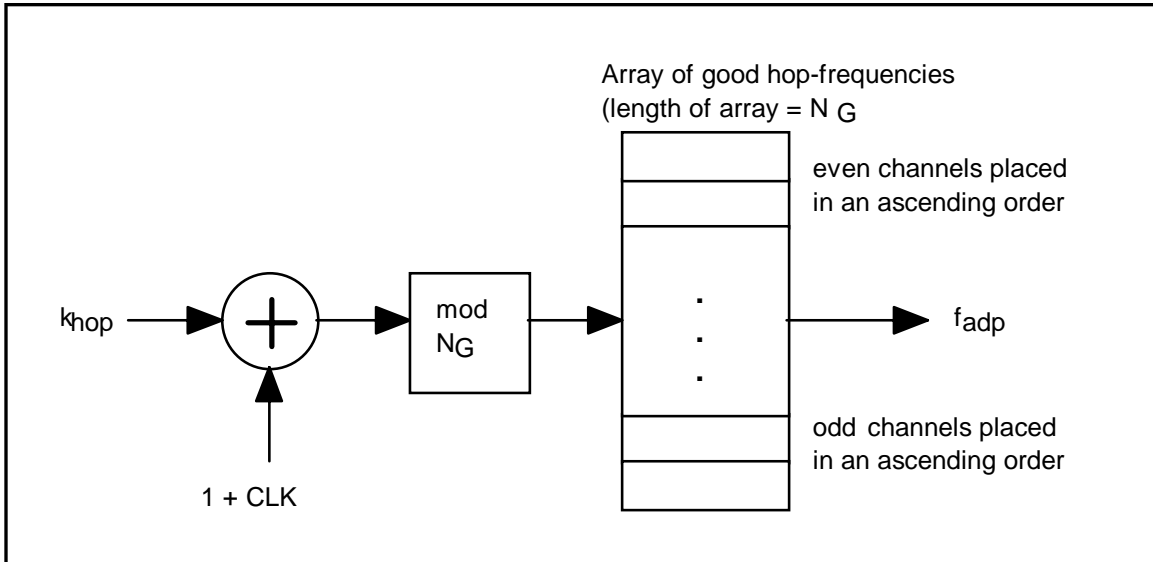 Array of good hop-frequencies
(length of array = N G
even channels placed
in an ascending order
khop
mod
NG
fadp
odd channels placed
in an ascending order
1 + CLK